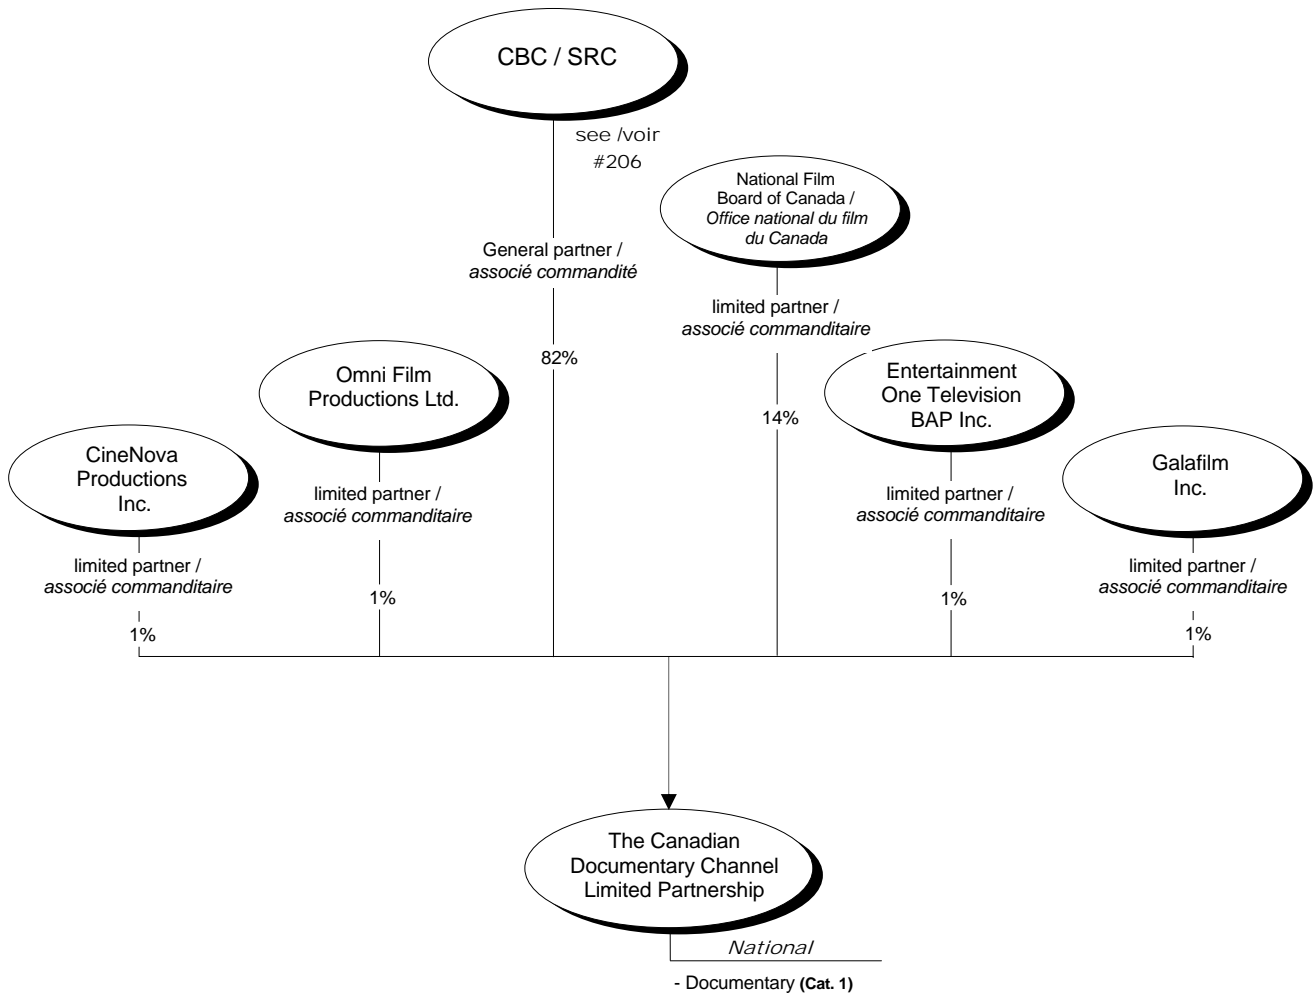 CBC / SRC
see /voir
#206
General partner /
associé commandité
82%
National Film
Board of Canada /
Office national du film
du Canada
limited partner /
associé commanditaire
14%
Omni Film
Productions Ltd.
limited partner /
associé commanditaire
1%
Entertainment
One Television
BAP Inc.
limited partner /
associé commanditaire
1%
CineNova
Productions
Inc.
limited partner /
associé commanditaire
1%
Galafilm
Inc.
limited partner /
associé commanditaire
1%
The Canadian
Documentary Channel
Limited Partnership
National
- Documentary (Cat. 1)